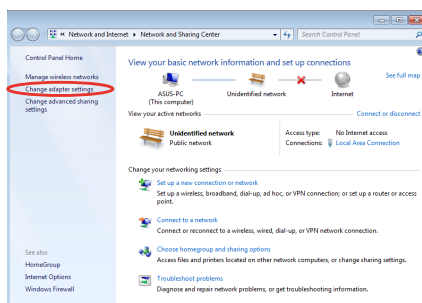 « Network and Internet ▸ Network and Sharing Center
Search Control Panel
Control Panel Home
Manage wireless networks
Change adapter settings
Change advanced sharing
settings
See also
HomeGroup
Internet Options
Windows Firewall
View your basic network information and set up connections
See full map
ASUS-PC
(This computer)
Unidentified network
Internet
View your active networks
Connect or disconnect
Unidentified network
Public network
Access type: No Internet access
Connections: Local Area Connection
Change your networking settings
Set up a new connection or network
Set up a wireless, broadband, dial-up, ad hoc, or VPN connection; or set up a router or access
point.
Connect to a network
Connect or reconnect to a wireless, wired, dial-up, or VPN network connection.
Choose homegroup and sharing options
Access files and printers located on other network computers, or change sharing settings.
Troubleshoot problems
Diagnose and repair network problems, or get troubleshooting information.